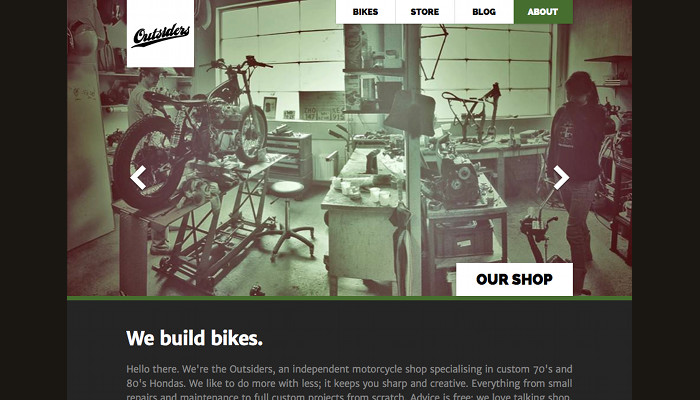 Outsiders
BIKES
STORE
BLOG
ABOUT
OUR SHOP
We build bikes.
Hello there. We're the Outsiders, an independent motorcycle shop specialising in custom 70's and
80's Hondas. We like to do more with less; it keeps you sharp and creative. Everything from small
repairs and maintenance to full custom projects from scratch. Advice is free; we love talking shop.